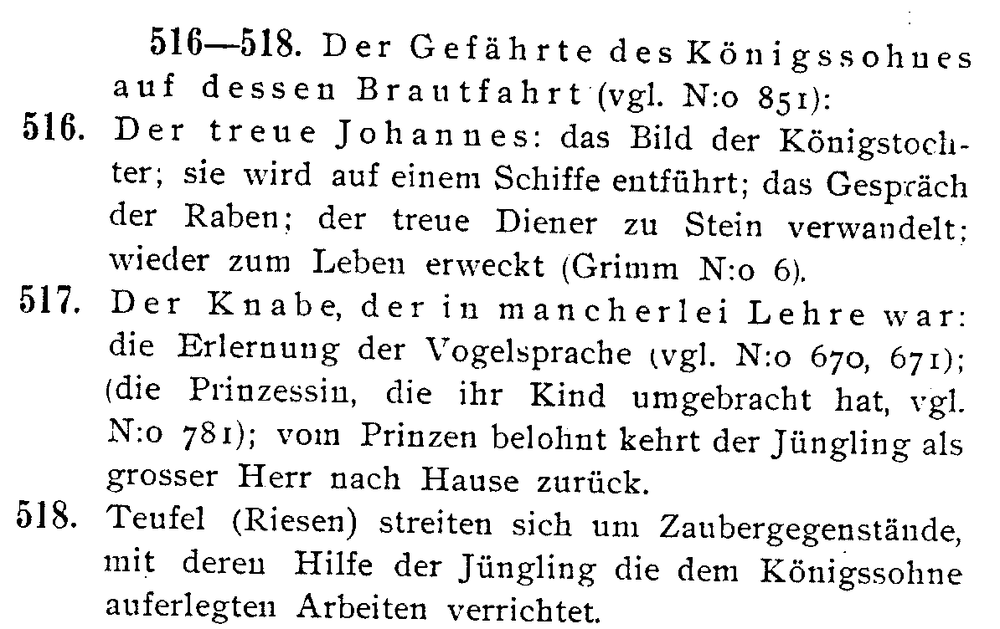 516—518. Der Gefährte des Königssohnes
auf dessen Brautfahrt (vgl. N:o 851):
516. Der treue Johannes: das Bild der Königstoch-
ter; sie wird auf einem Schiffe entführt; das Gespräch
der Raben; der treue Diener zu Stein verwandelt;
wieder zum Leben erweckt (Grimm N:o 6).
517. Der Knabe, der in mancherlei Lehre war:
die Erlernung der Vogelsprache (vgl. N:o 670, 671);
(die Prinzessin, die ihr Kind umgebracht hat, vgl.
N:o 781); vom Prinzen belohnt kehrt der Jüngling als
grosser Herr nach Hause zurück.
518. Teufel (Riesen) streiten sich um Zaubergegenstände,
mit deren Hilfe der Jüngling die dem Königssohne
auferlegten Arbeiten verrichtet.